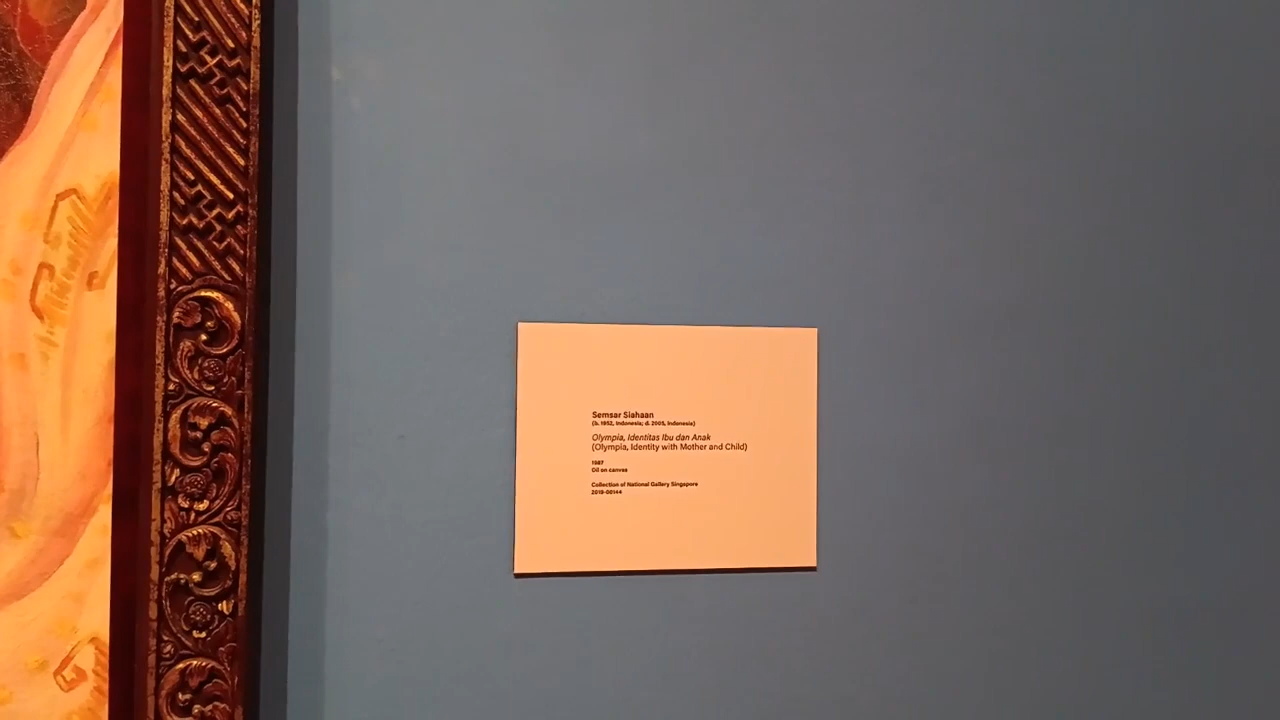 Semsar Siahaan
(b. 1952, Indonesia; d. 2005, Indonesia)
Olympia, Identitas Ibu dan Anak
(Olympia, Identity with Mother and Child)
1987
Oil on canvas
Collection of National Gallery Singapore
2019-00144